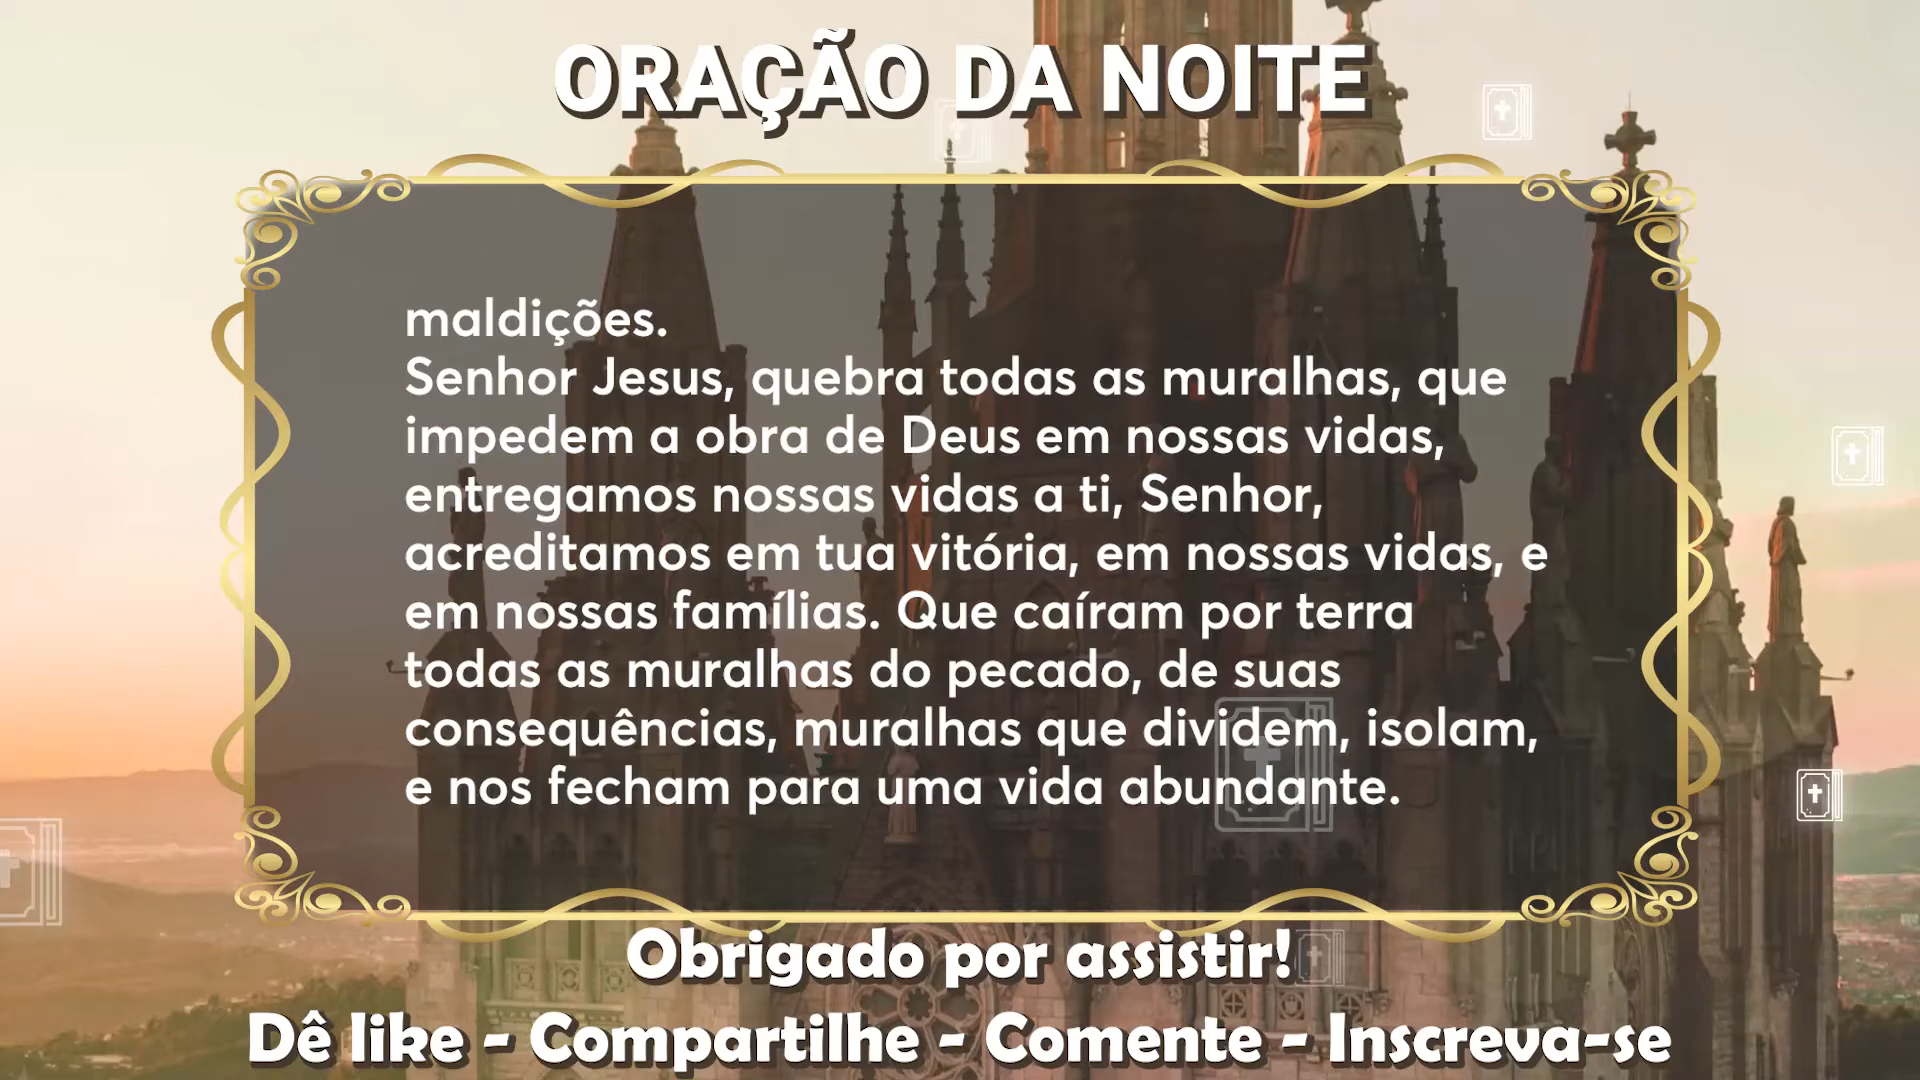 ORAÇÃO DA NOITE
maldições.
Senhor Jesus, quebra todas as muralhas, que
impedem a obra de Deus em nossas vidas,
entregamos nossas vidas a ti, Senhor,
acreditamos em tua vitória, em nossas vidas, e
em nossas famílias. Que caíram por terra
todas as muralhas do pecado, de suas
consequências, muralhas que dividem, isolam,
e nos fecham para uma vida abundante.
Obrigado por assistir!
Dê like - Compartilhe - Comente - Inscreva-se